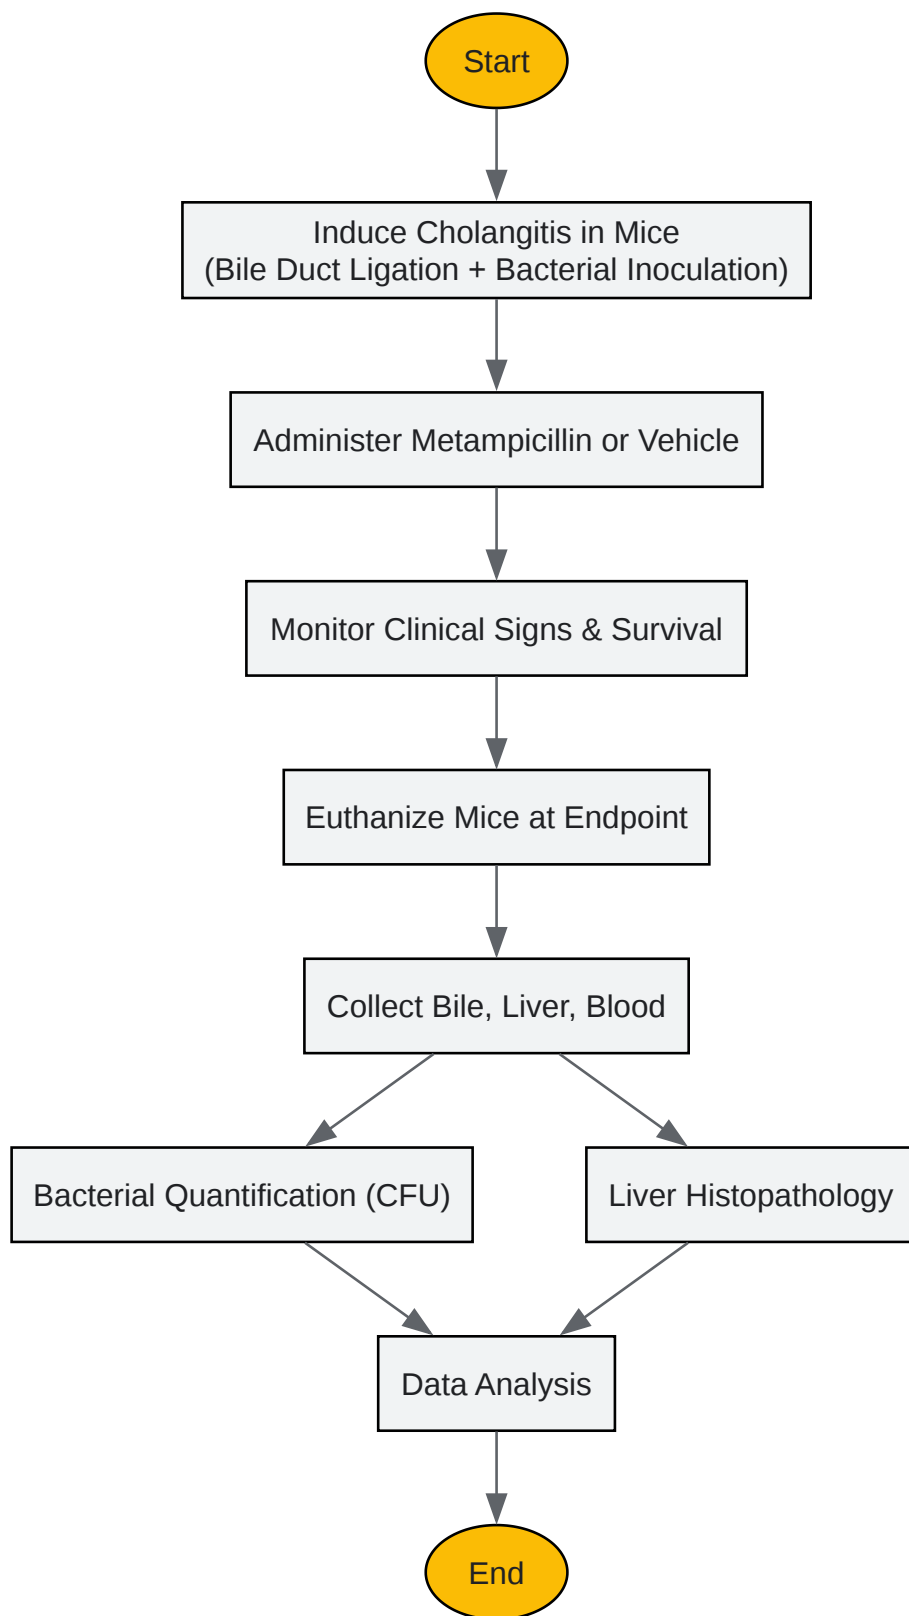 Start
Induce Cholangitis in Mice
(Bile Duct Ligation + Bacterial Inoculation)
Administer Metampicillin or Vehicle
Monitor Clinical Signs & Survival
Euthanize Mice at Endpoint
Collect Bile, Liver, Blood
Bacterial Quantification (CFU)
Liver Histopathology
Data Analysis
End